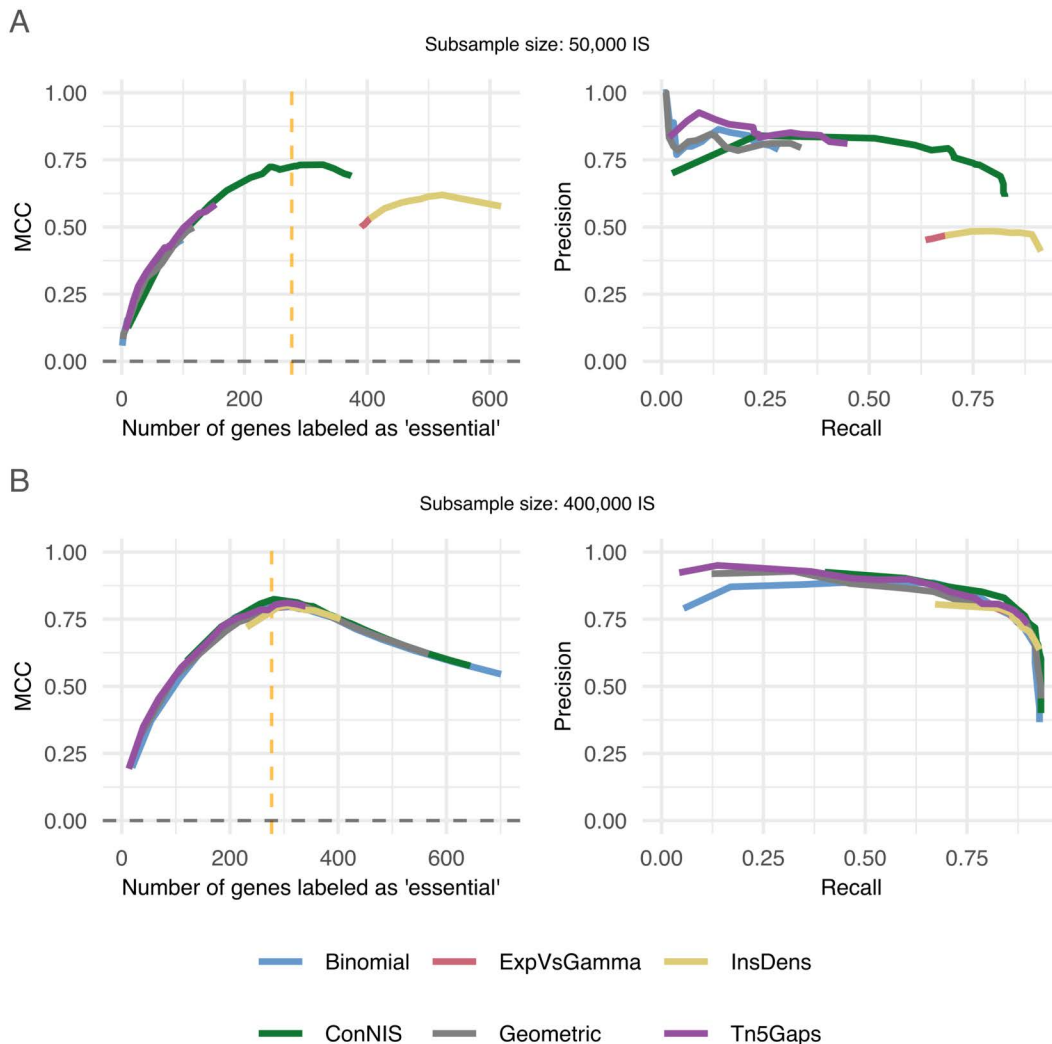 A
Subsample size: 50,000 IS
1.00
0.75
0.50
0.25
0.00
MCC
0 200 400 600
Number of genes labeled as 'essential'
1.00
0.75
0.50
0.25
0.00
Precision
0.00 0.25 0.50 0.75
Recall
B
Subsample size: 400,000 IS
1.00
0.75
0.50
0.25
0.00
MCC
0 200 400 600
Number of genes labeled as 'essential'
1.00
0.75
0.50
0.25
0.00
Precision
0.00 0.25 0.50 0.75
Recall
Binomial ExpVsGamma InsDens
ConNIS Geometric Tn5Gaps